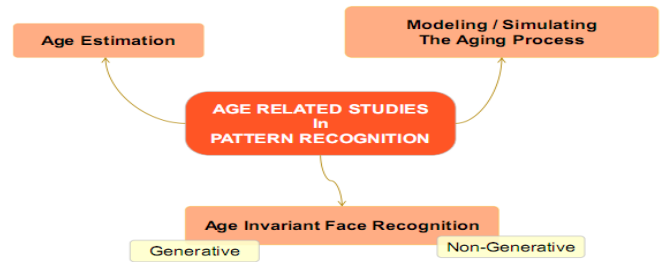 Age Estimation
Modeling / Simulating
The Aging Process
AGE RELATED STUDIES
In
PATTERN RECOGNITION
Age Invariant Face Recognition
Generative
Non-Generative